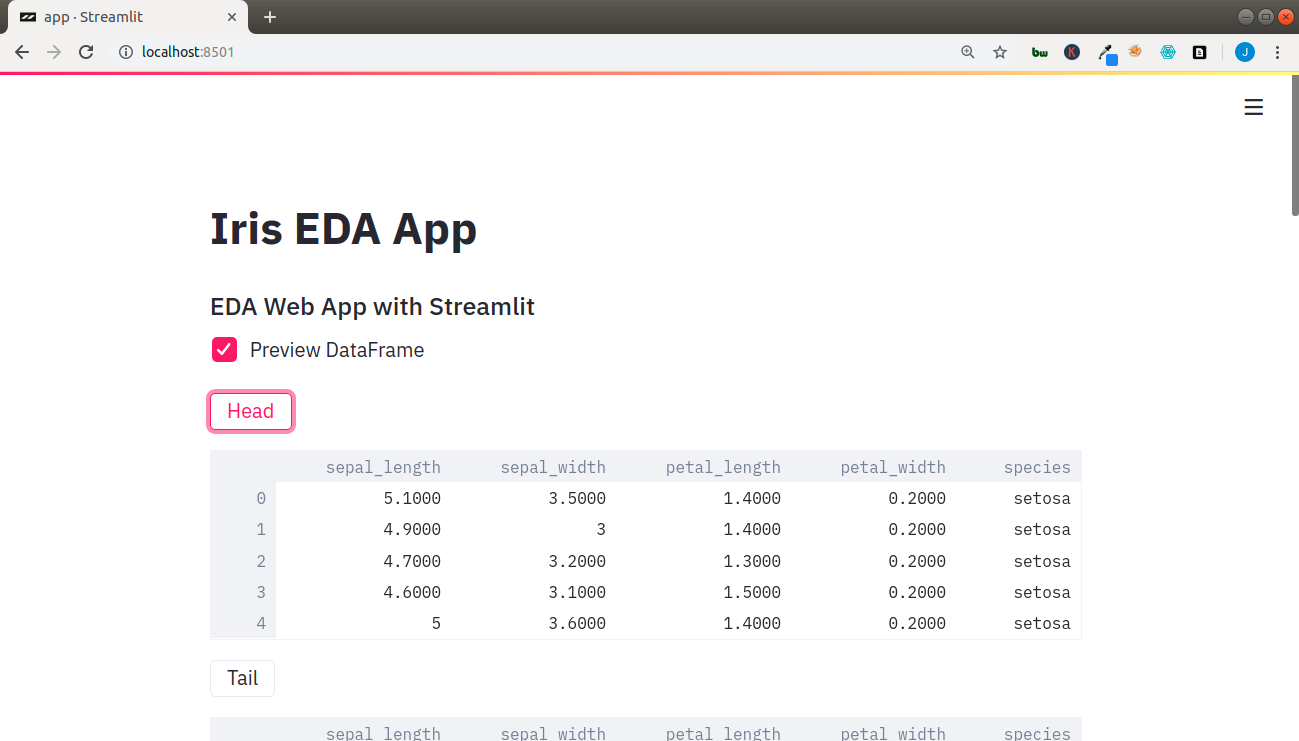 app · Streamlit
localhost:8501
bw K J
Iris EDA App
EDA Web App with Streamlit
Preview DataFrame
Head
sepal_length sepal_width petal_length petal_width species
0 5.1000 3.5000 1.4000 0.2000 setosa
1 4.9000 3 1.4000 0.2000 setosa
2 4.7000 3.2000 1.3000 0.2000 setosa
3 4.6000 3.1000 1.5000 0.2000 setosa
4 5 3.6000 1.4000 0.2000 setosa
Tail
sepal_length sepal_width petal_length petal_width species